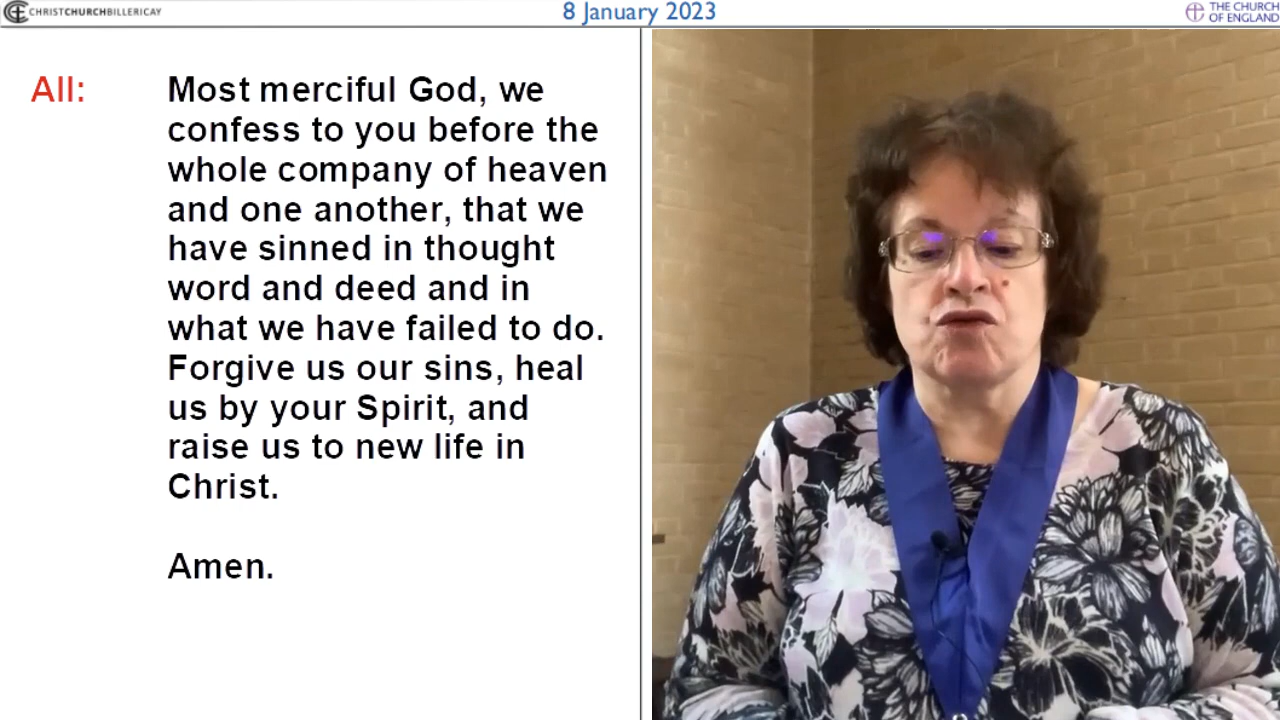 CHRISTCHURCHBILLERICAY
8 January 2023
THE CHURCH
OF ENGLAND
All:
Most merciful God, we
confess to you before the
whole company of heaven
and one another, that we
have sinned in thought
word and deed and in
what we have failed to do.
Forgive us our sins, heal
us by your Spirit, and
raise us to new life in
Christ.
Amen.